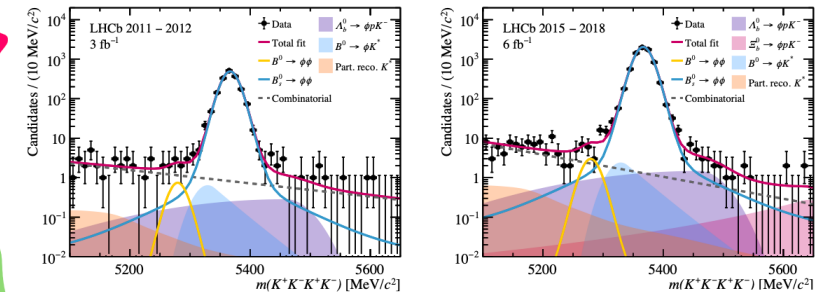 LHCb 2011 – 2012
3 fb⁻¹
Data
Total fit
B⁰ → ϕϕ
B⁰ₛ → ϕϕ
Combinatorial
Λ⁰_b → ϕpK⁻
B⁰ → ϕK*
Part. reco. K*
Candidates / (10 MeV/c²)
10⁴
10³
10²
10
1
10⁻¹
10⁻²
5200
5400
5600
m(K⁺K⁻K⁺K⁻) [MeV/c²]
LHCb 2015 – 2018
6 fb⁻¹
Data
Total fit
B⁰ → ϕϕ
B⁰ₛ → ϕϕ
Combinatorial
Λ⁰_b → ϕpK⁻
Ξ⁰_b → ϕpK⁻
B⁰ → ϕK*
Part. reco. K*
Candidates / (10 MeV/c²)
10⁴
10³
10²
10
1
10⁻¹
10⁻²
5200
5400
5600
m(K⁺K⁻K⁺K⁻) [MeV/c²]